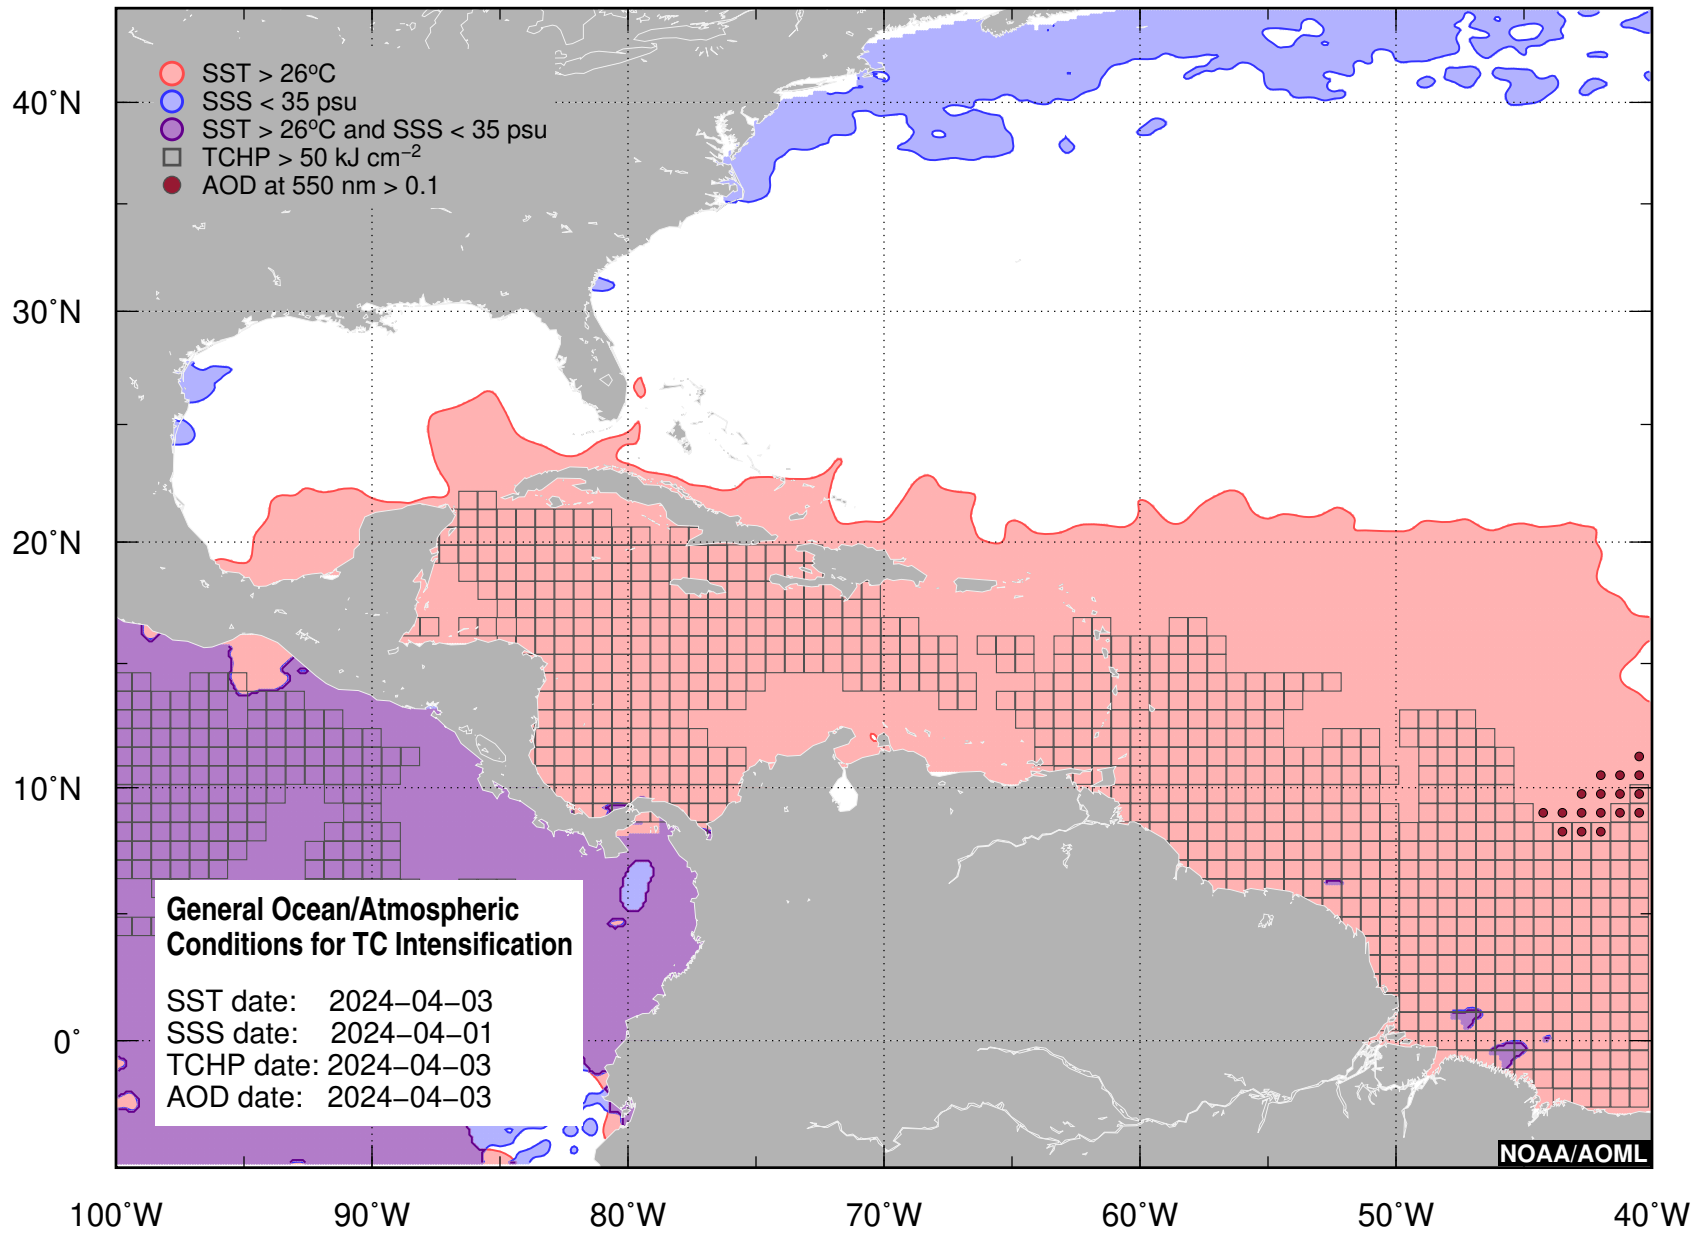 SST > 26°C
SSS < 35 psu
SST > 26°C and SSS < 35 psu
TCHP > 50 kJ cm⁻²
AOD at 550 nm > 0.1
40°N
30°N
20°N
10°N
0°
General Ocean/Atmospheric
Conditions for TC Intensification
SST date: 2024−04−03
SSS date: 2024−04−01
TCHP date: 2024−04−03
AOD date: 2024−04−03
NOAA/AOML
100°W 90°W 80°W 70°W 60°W 50°W 40°W